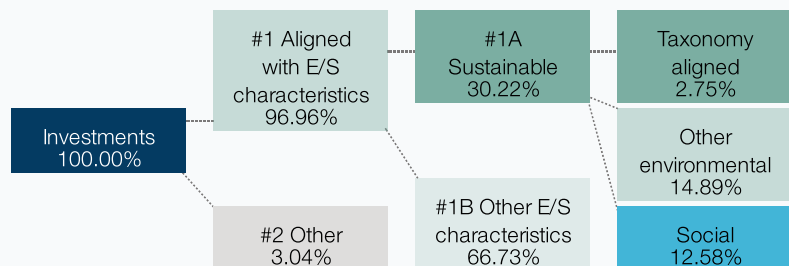 Investments
100.00%
#1 Aligned
with E/S
characteristics
96.96%
#2 Other
3.04%
#1A
Sustainable
30.22%
#1B Other E/S
characteristics
66.73%
Taxonomy
aligned
2.75%
Other
environmental
14.89%
Social
12.58%